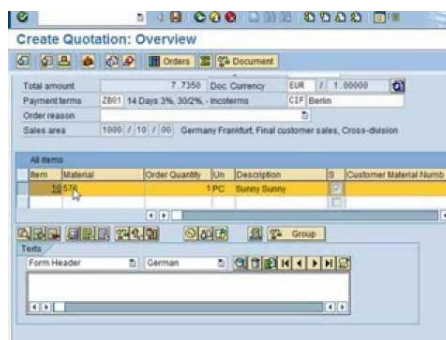 Create Quotation: Overview
Orders Document
Total amount 7.7350 Doc. Currency EUR / 1.00000
Payment terms ZB01 14 Days 3%, 30/2%, - Incoterms CIF Berlin
Order reason
Sales area 1000 / 10 / 00 Germany Frankfurt, Final customer sales, Cross-division
All items
Item Material Order Quantity Un Description S Customer Material Numb
10 578 1 PC Sunny Sunny
Group
Texts
Form Header German